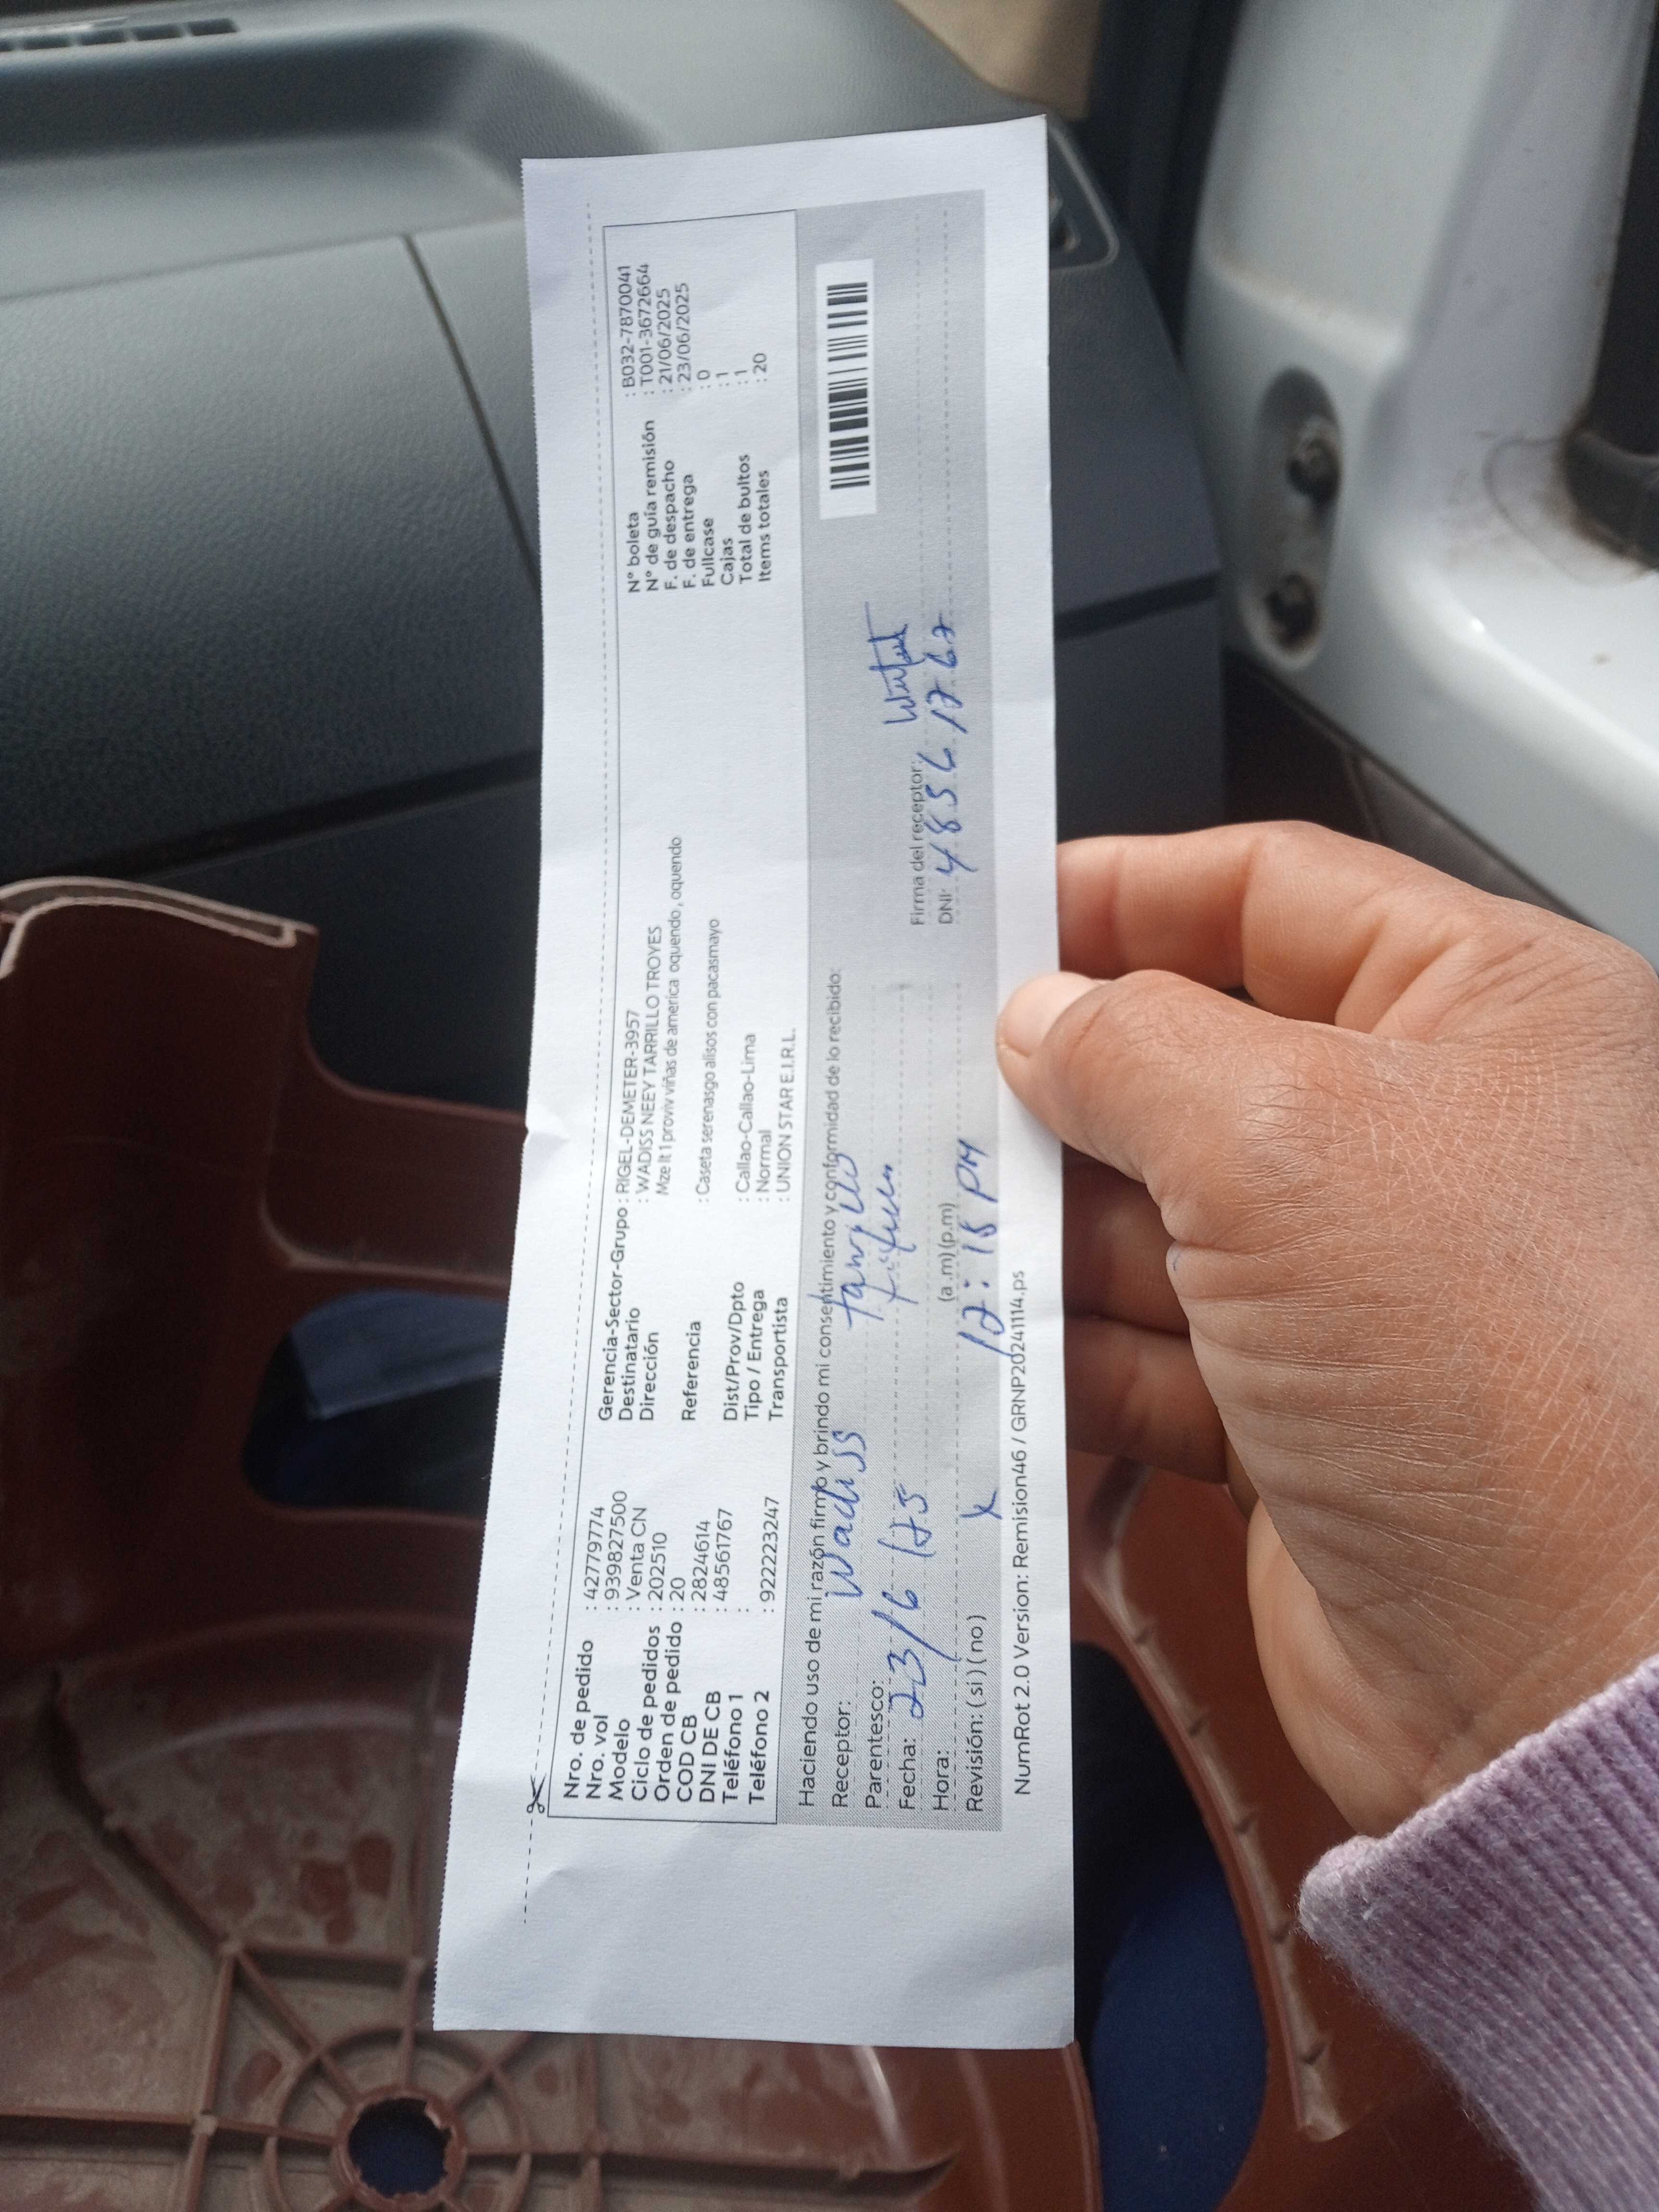 Nro. de pedido : 42779774
Nro. vol : 939827500
Modelo : Venta CN
Ciclo de pedidos : 202510
Orden de pedido : 20
COD CB : 2824614
DNI DE CB : 48561767
Teléfono 1 :
Teléfono 2 : 922223247
Gerencia-Sector-Grupo : RIGEL-DEMETER-3957
Destinatario : WADISS NEEY TARRILLO TROYES
Dirección Mze lt 1 proviv viñas de america oquendo, oquendo
Referencia : Caseta serenasgo alisos con pacasmayo
Dist/Prov/Dpto : Callao-Callao-Lima
Tipo / Entrega : Normal
Transportista : UNION STAR E.I.R.L.
N° boleta : B032-7870041
N° de guía remisión : T001-3672664
F. de despacho : 21/06/2025
F. de entrega : 23/06/2025
Fullcase : 0
Cajas : 1
Total de bultos : 1
Items totales : 20
Haciendo uso de mi razón firmo y brindo mi consentimiento y conformidad de lo recibido:
Receptor: Wadiss Tarrillo
Parentesco:
Fecha: 23/6/25
Hora: (a.m) (p.m)
12:18 PM
Revisión: (si) (no) x
Firma del receptor:
DNI: 48561767
NumRot 2.0 Version: Remision46 / GRNP20241114.ps